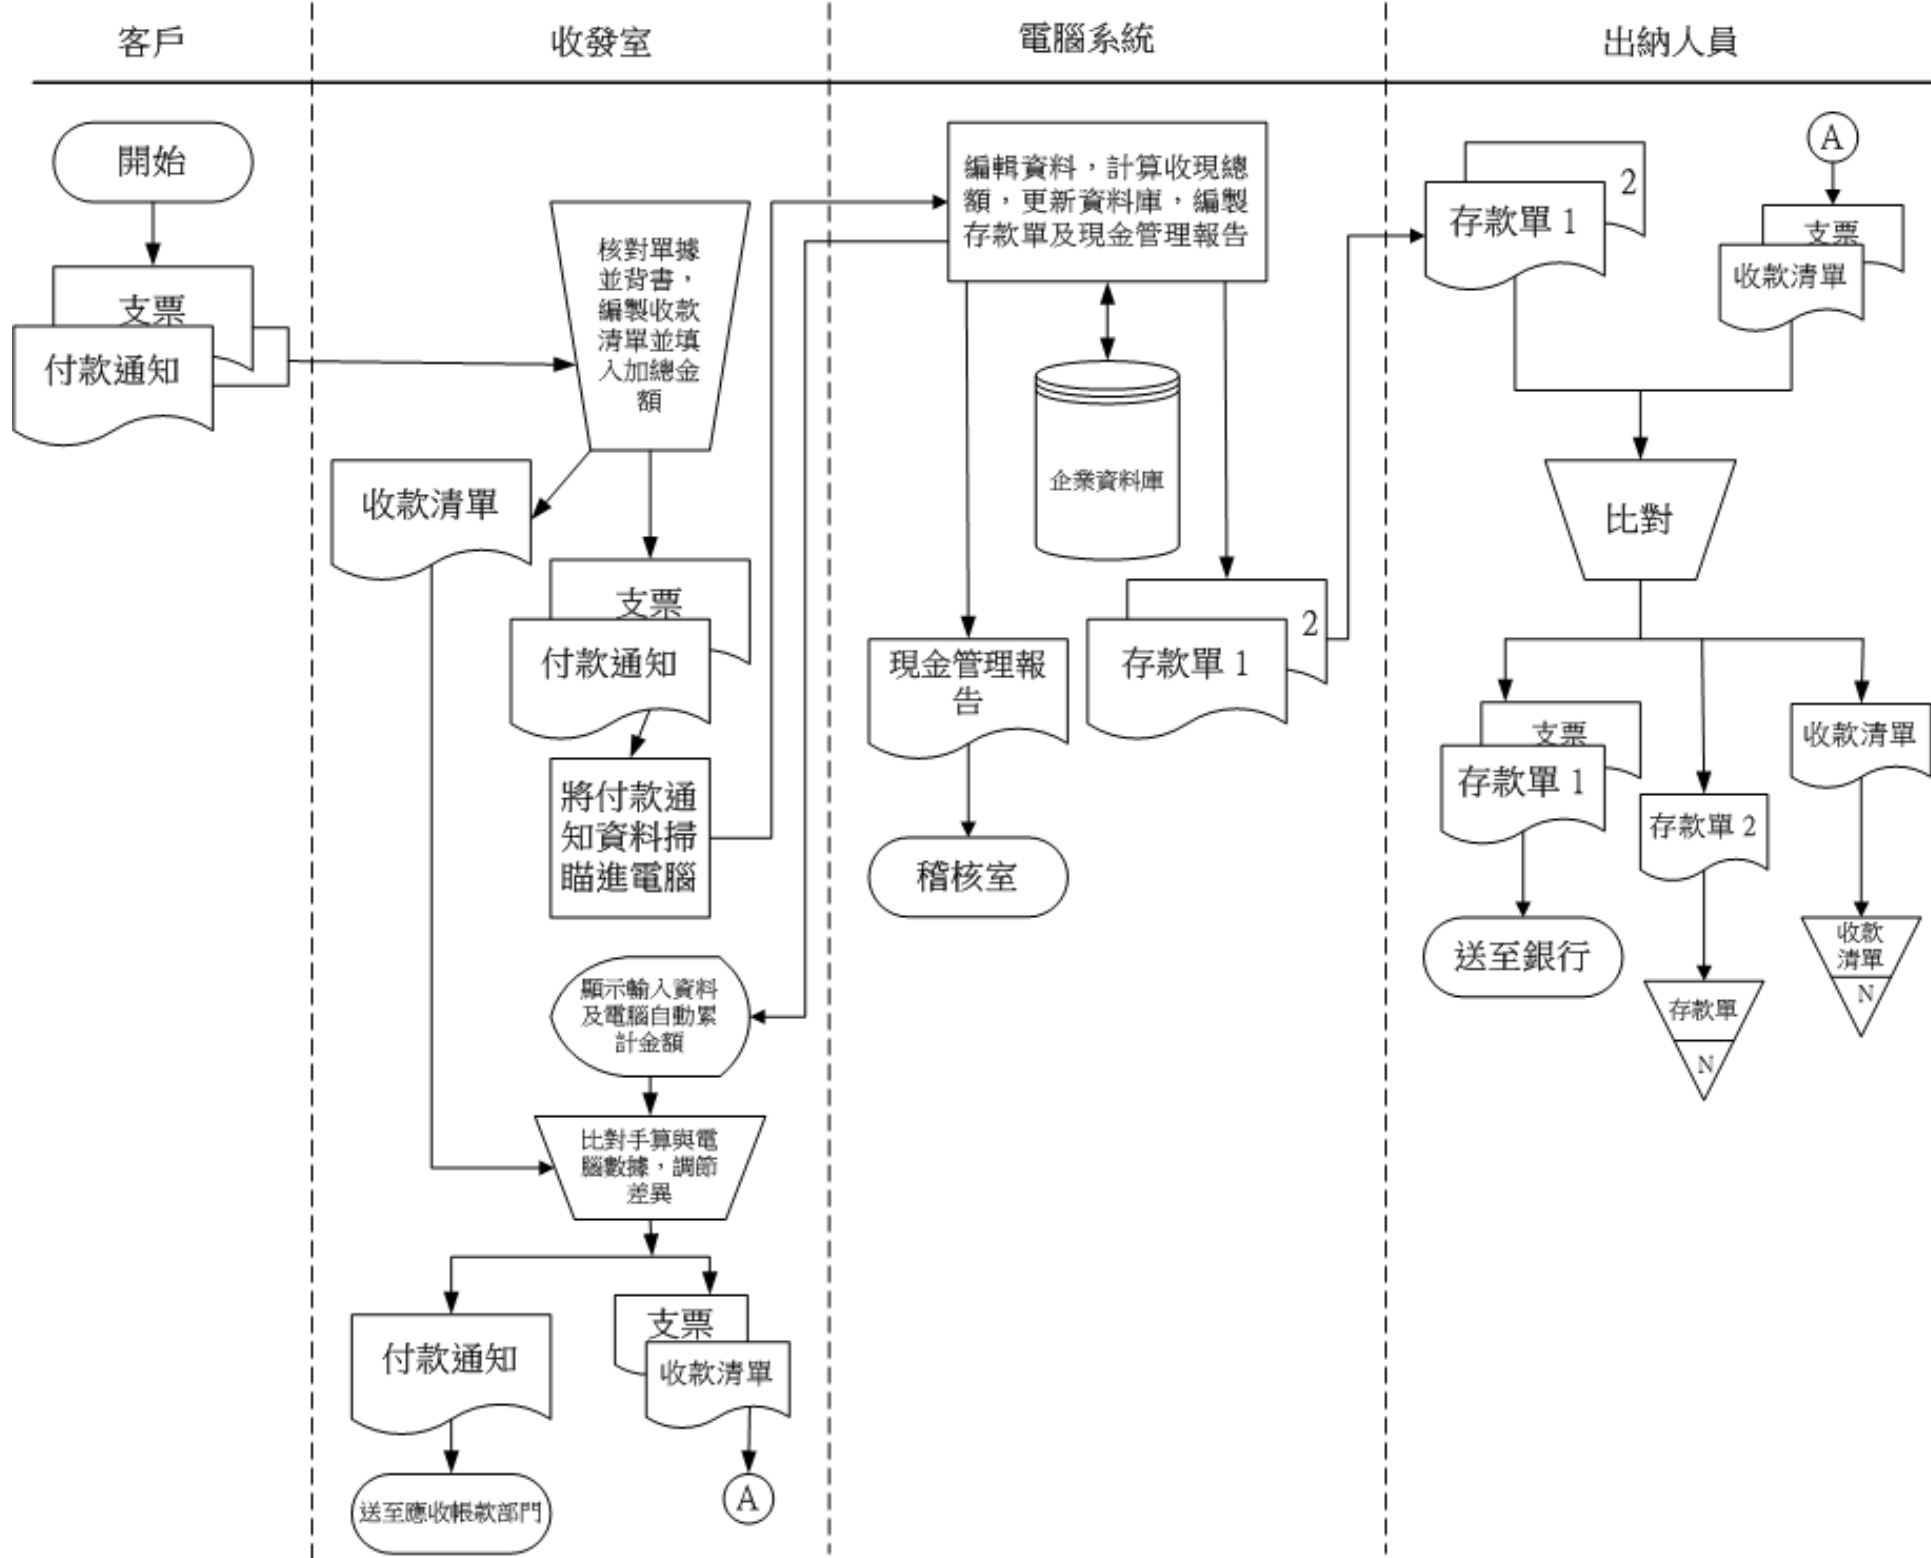 客戶
收發室
電腦系統
出納人員
開始
支票
付款通知
核對單據
並背書，
編製收款
清單並填
入加總金
額
收款清單
支票
付款通知
將付款通
知資料掃
瞄進電腦
顯示輸入資料
及電腦自動累
計金額
比對手算與電
腦數據，調節
差異
付款通知
送至應收帳款部門
支票
收款清單
A
編輯資料，計算收現總
額，更新資料庫，編製
存款單及現金管理報告
企業資料庫
現金管理報
告
稽核室
2
存款單 1
2
存款單 1
A
支票
收款清單
比對
支票
存款單 1
送至銀行
存款單 2
存款單
N
收款清單
收款
清單
N